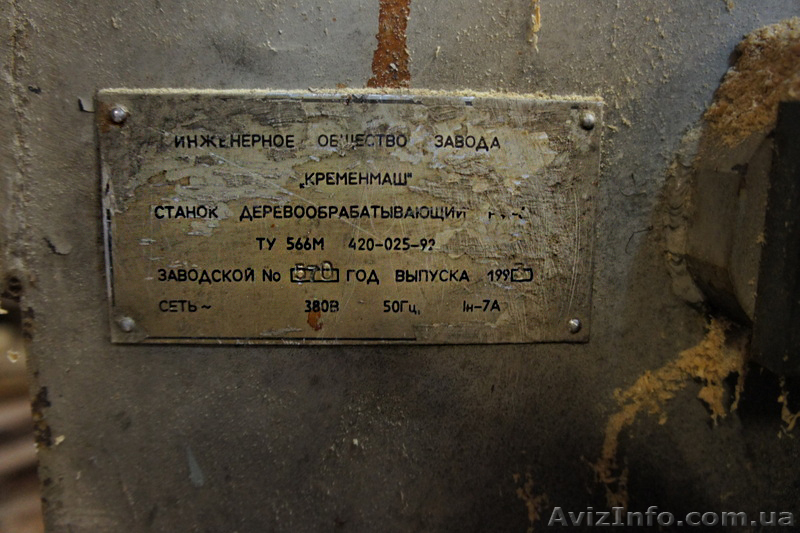 ИНЖЕНЕРНОЕ ОБЩЕСТВО ЗАВОДА
„КРЕМЕНМАШ"
СТАНОК ДЕРЕВООБРАБАТЫВАЮЩИЙ
ТУ 566М 420-025-92
ЗАВОДСКОЙ No ГОД ВЫПУСКА
СЕТЬ ~ 380В 50Гц, Iн-7А
AvizInfo.com.ua